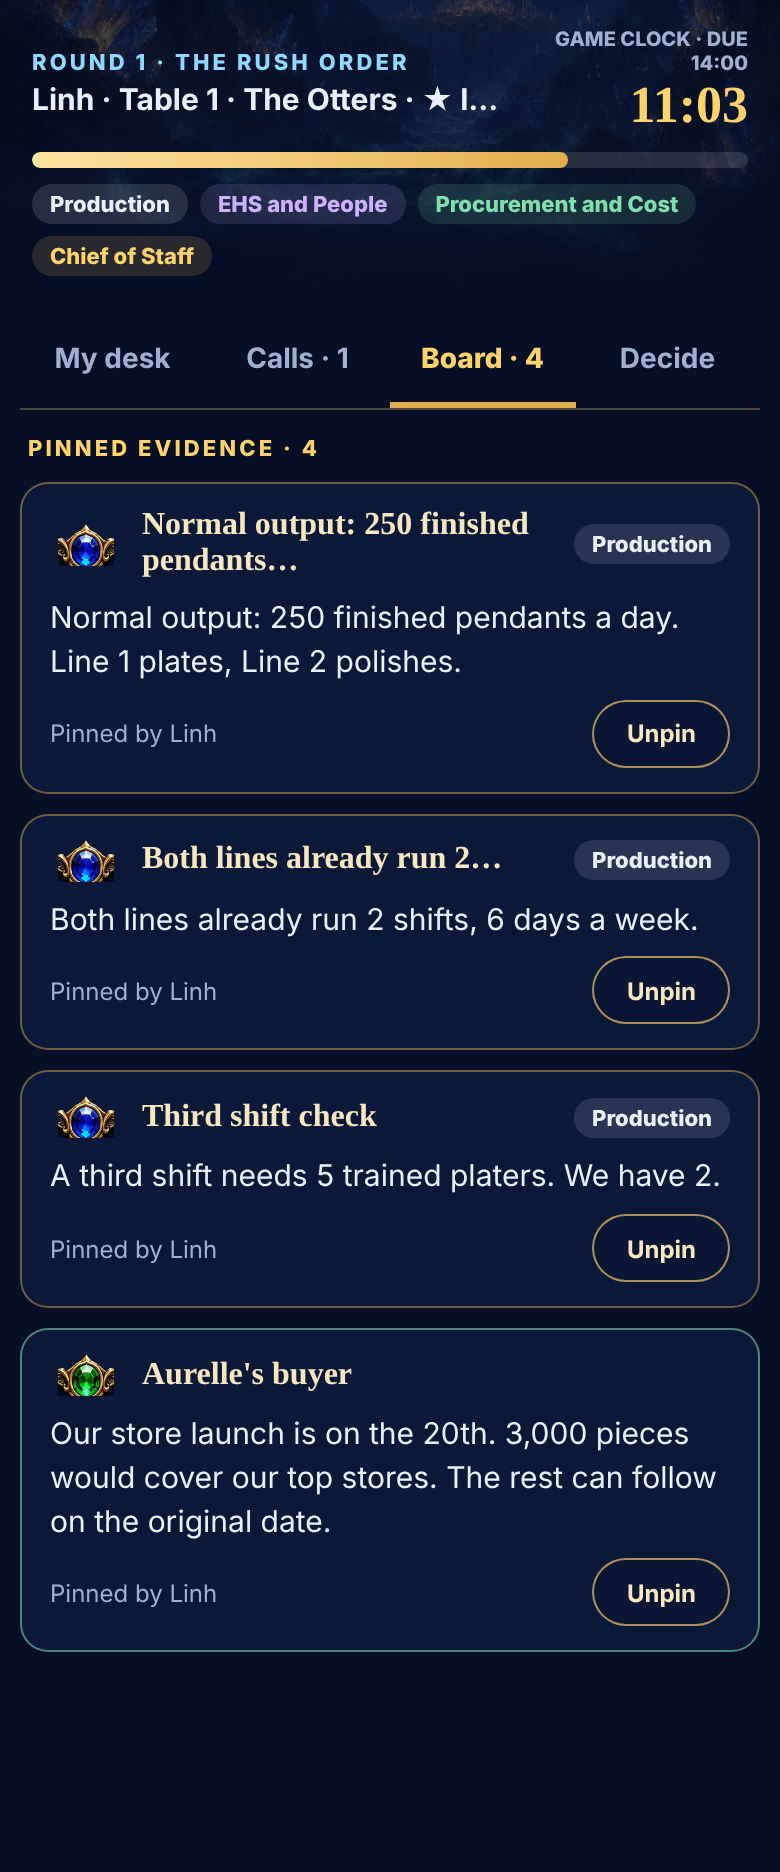 GAME CLOCK · DUE
14:00
ROUND 1 · THE RUSH ORDER
Linh · Table 1 · The Otters · ★ I...
11:03
Production
EHS and People
Procurement and Cost
Chief of Staff
My desk
Calls · 1
Board · 4
Decide
PINNED EVIDENCE · 4
Normal output: 250 finished
pendants...
Production
Normal output: 250 finished pendants a day.
Line 1 plates, Line 2 polishes.
Pinned by Linh
Unpin
Both lines already run 2...
Production
Both lines already run 2 shifts, 6 days a week.
Pinned by Linh
Unpin
Third shift check
Production
A third shift needs 5 trained platers. We have 2.
Pinned by Linh
Unpin
Aurelle's buyer
Our store launch is on the 20th. 3,000 pieces
would cover our top stores. The rest can follow
on the original date.
Pinned by Linh
Unpin